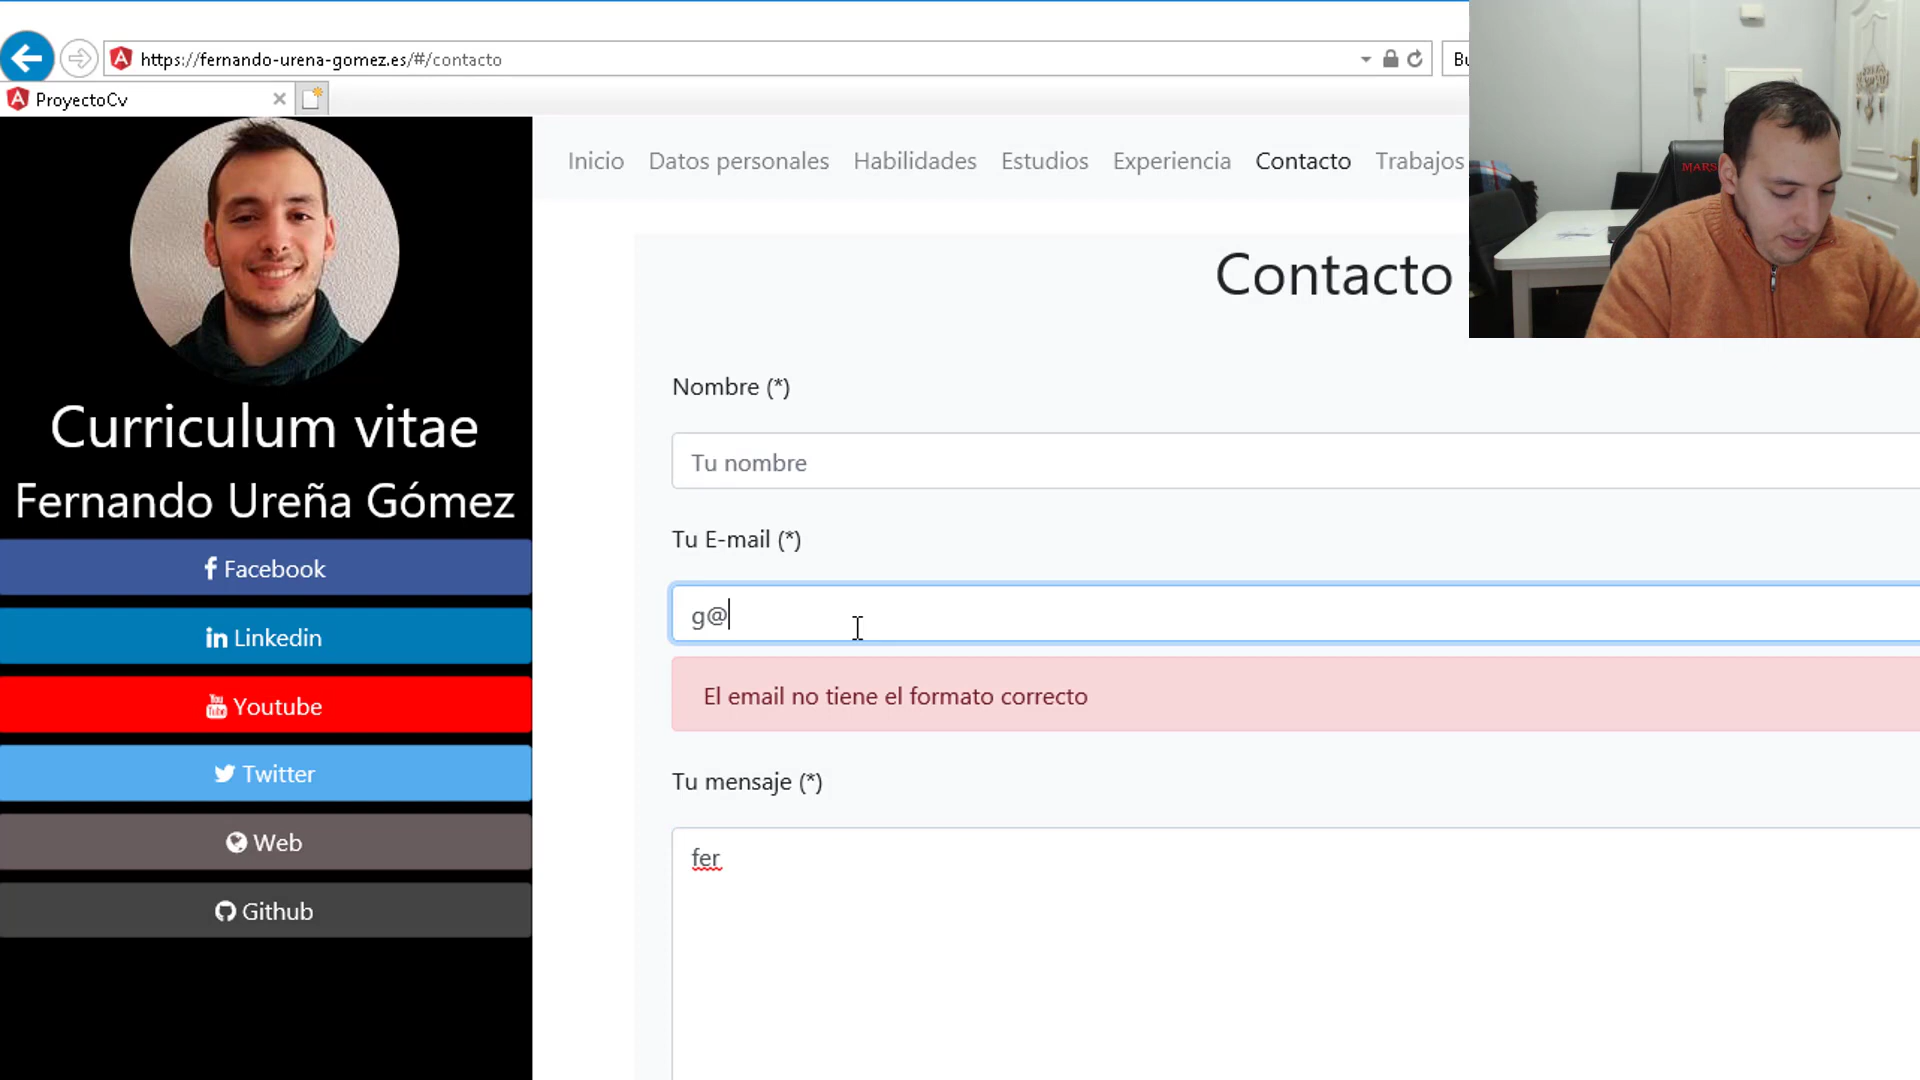 https://fernando-urena-gomez.es/#/contacto
Bu
ProyectoCv
Inicio Datos personales Habilidades Estudios Experiencia Contacto Trabajos
MARS
Contacto
Curriculum vitae
Fernando Ureña Gómez
Facebook
Linkedin
Youtube
Twitter
Web
Github
Nombre (*)
Tu nombre
Tu E-mail (*)
g@
El email no tiene el formato correcto
Tu mensaje (*)
fer